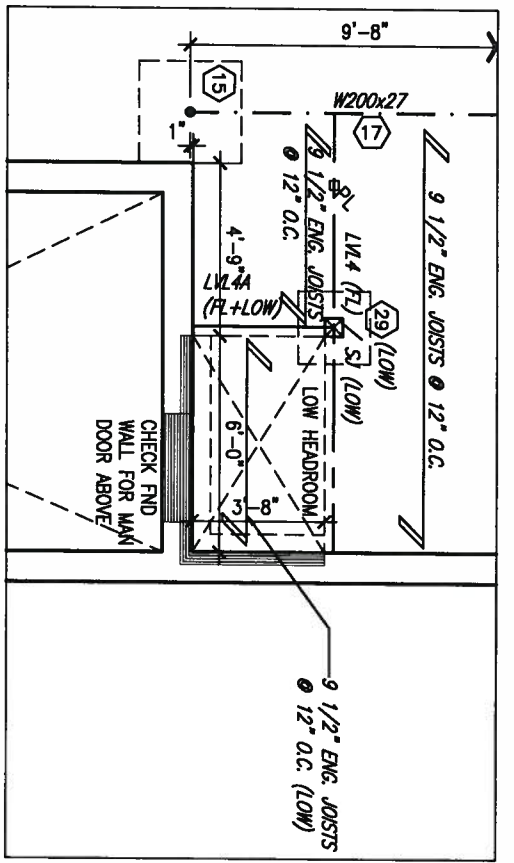 9'-8"
15
1"
W200x27
17
9 1/2" ENG. JOISTS
@ 12" O.C.
PL
9 1/2" ENG. JOISTS @ 12" O.C.
4'-9"
LVL4 (FL)
LVL4A
(FL+LOW)
29 (LOW)
SJ (LOW)
LOW HEADROOM
6'-0"
3'-8"
CHECK FND
WALL FOR MAN
DOOR ABOVE
9 1/2" ENG. JOISTS
@ 12" O.C. (LOW)